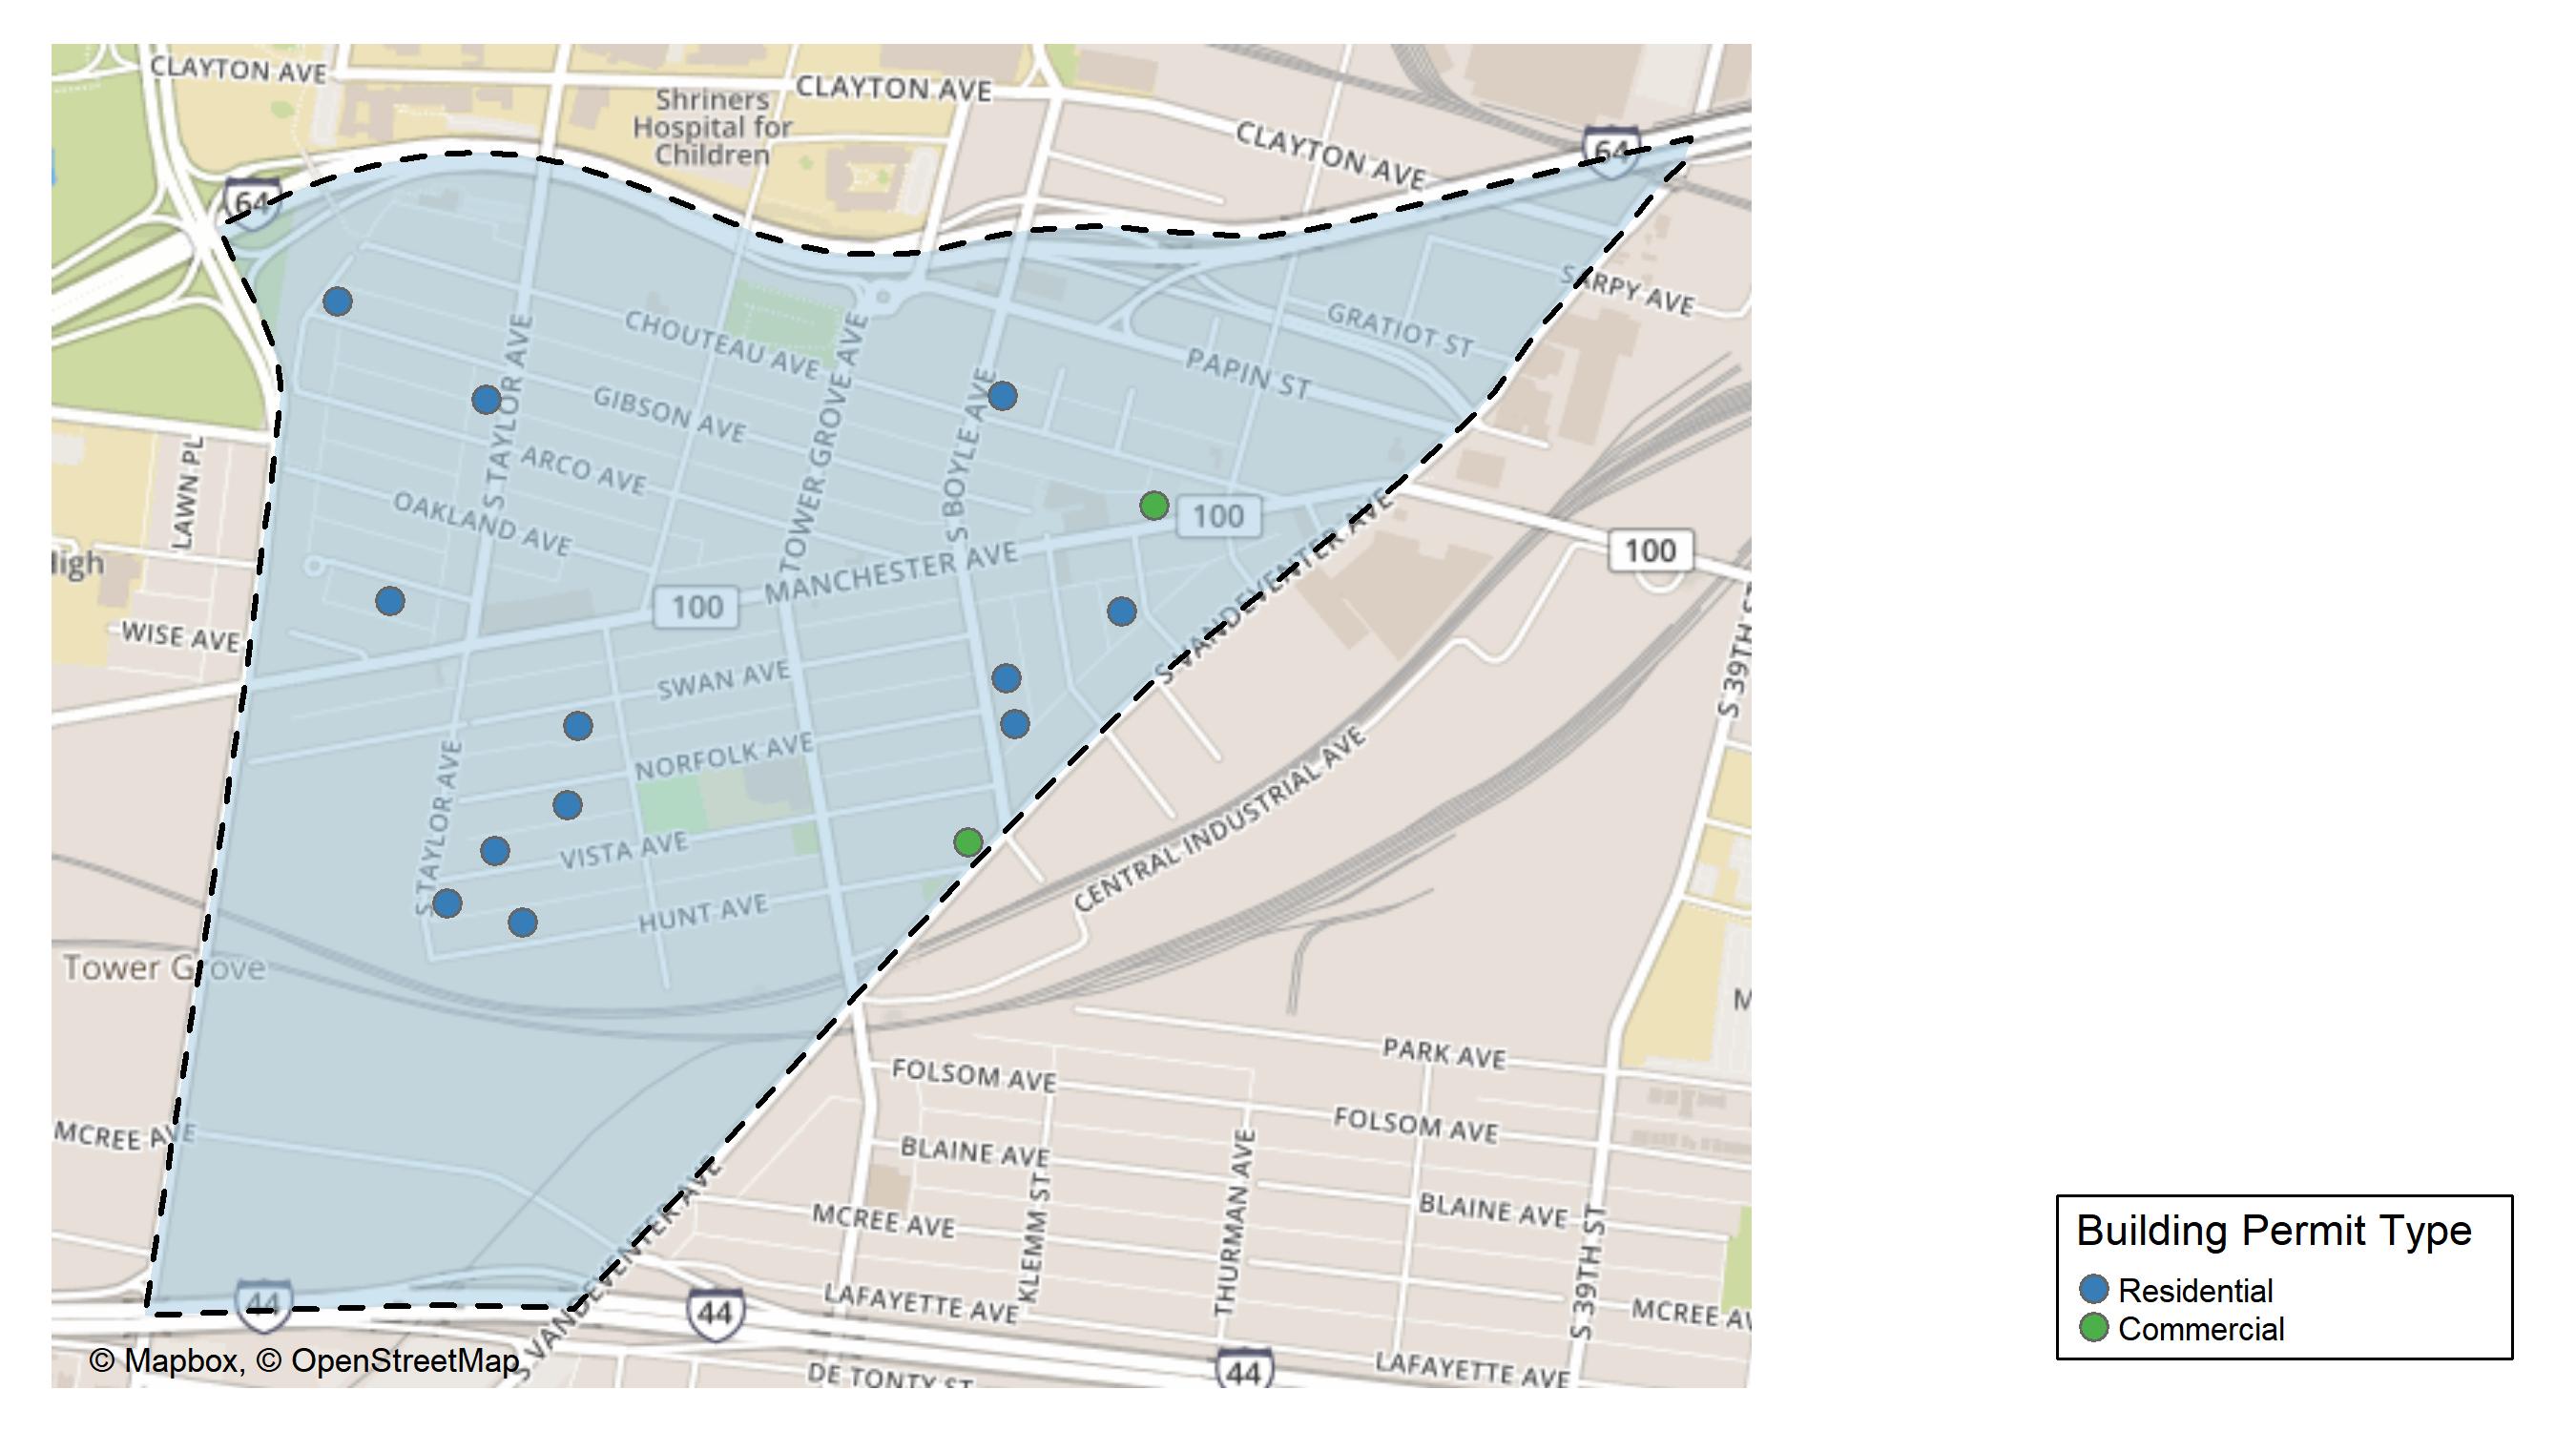 CLAYTON AVE
CLAYTON AVE
Shriners
Hospital for
Children
CLAYTON AVE
64
64
SARPY AVE
CHOUTEAU AVE
GRATIOT ST
PAPIN ST
GIBSON AVE
S TAYLOR AVE
TOWER GROVE AVE
S BOYLE AVE
ARCO AVE
LAWN PL
OAKLAND AVE
100
100
MANCHESTER AVE
100
WISE AVE
S VANDEVENTER AVE
S 39TH ST
SWAN AVE
NORFOLK AVE
S TAYLOR AVE
VISTA AVE
CENTRAL INDUSTRIAL AVE
HUNT AVE
Tower Grove
M
PARK AVE
FOLSOM AVE
FOLSOM AVE
MCREE AVE
BLAINE AVE
KLEMM ST
THURMAN AVE
BLAINE AVE
MCREE AVE
S 39TH ST
S VANDEVENTER AVE
44
44
LAFAYETTE AVE
MCREE AV
44
LAFAYETTE AVE
DE TONTY ST
© Mapbox, © OpenStreetMap
Building Permit Type
Residential
Commercial